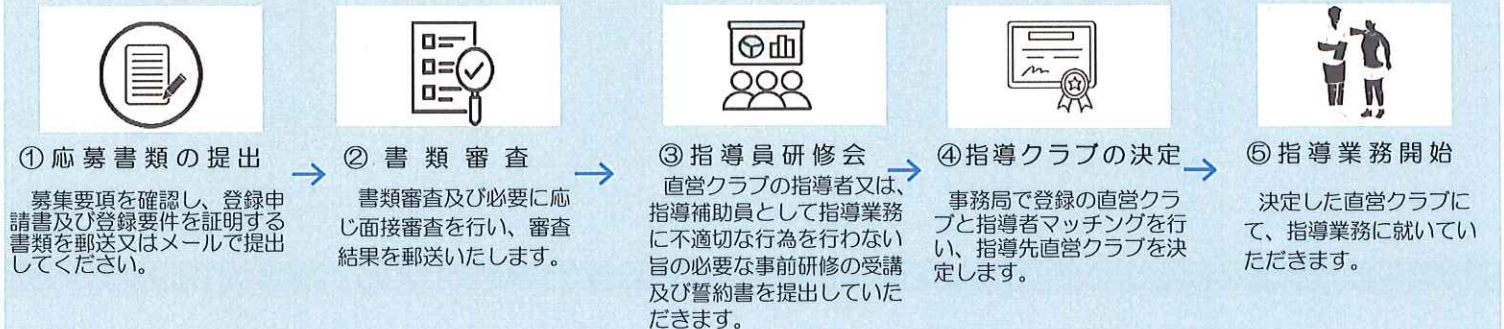 ①応募書類の提出
募集要項を確認し、登録申
請書及び登録要件を証明する
書類を郵送又はメールで提出
してください。
→
②書類審査
書類審査及び必要に応
じ面接審査を行い、審査
結果を郵送いたします。
→
③指導員研修会
直営クラブの指導者又は、
指導補助員として指導業務
に不適切な行為を行わない
旨の必要な事前研修の受講
及び誓約書を提出していた
だきます。
→
④指導クラブの決定
事務局で登録の直営クラ
ブと指導者マッチングを行
い、指導先直営クラブを決
定します。
→
⑤指導業務開始
決定した直営クラブに
て、指導業務に就いてい
ただきます。